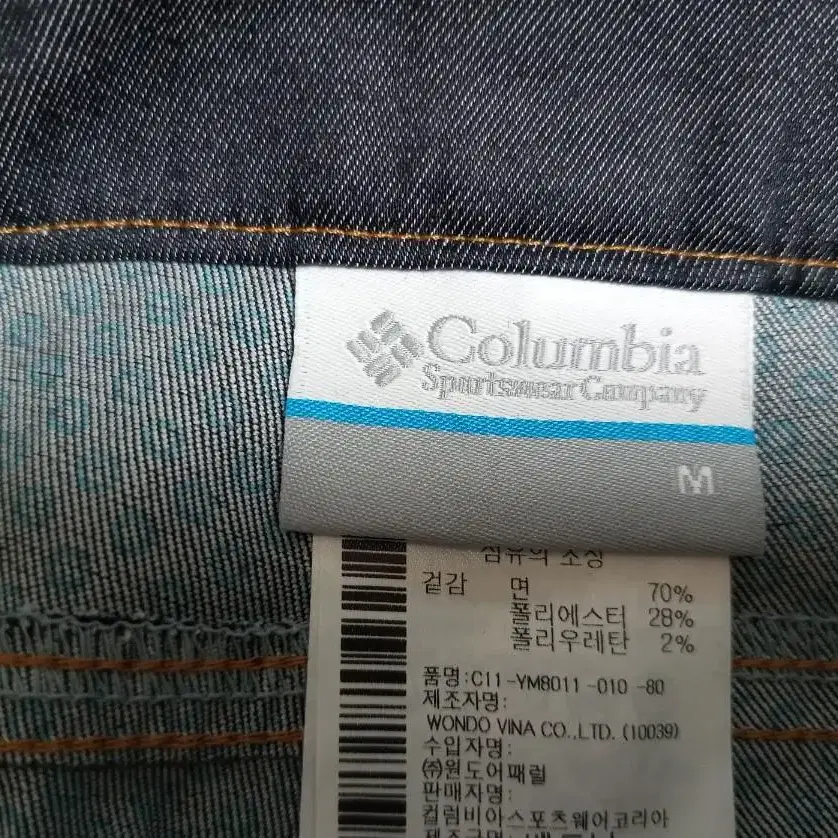 Columbia
Sportswear Company
M
섬유의 조성
겉감 면 70%
폴리에스터 28%
폴리우레탄 2%
품명:C11-YM8011-010-80
제조자명:
WONDO VINA CO.,LTD. (10039)
수입자명:
㈜원도어패럴
판매자명:
컬럼비아스포츠웨어코리아